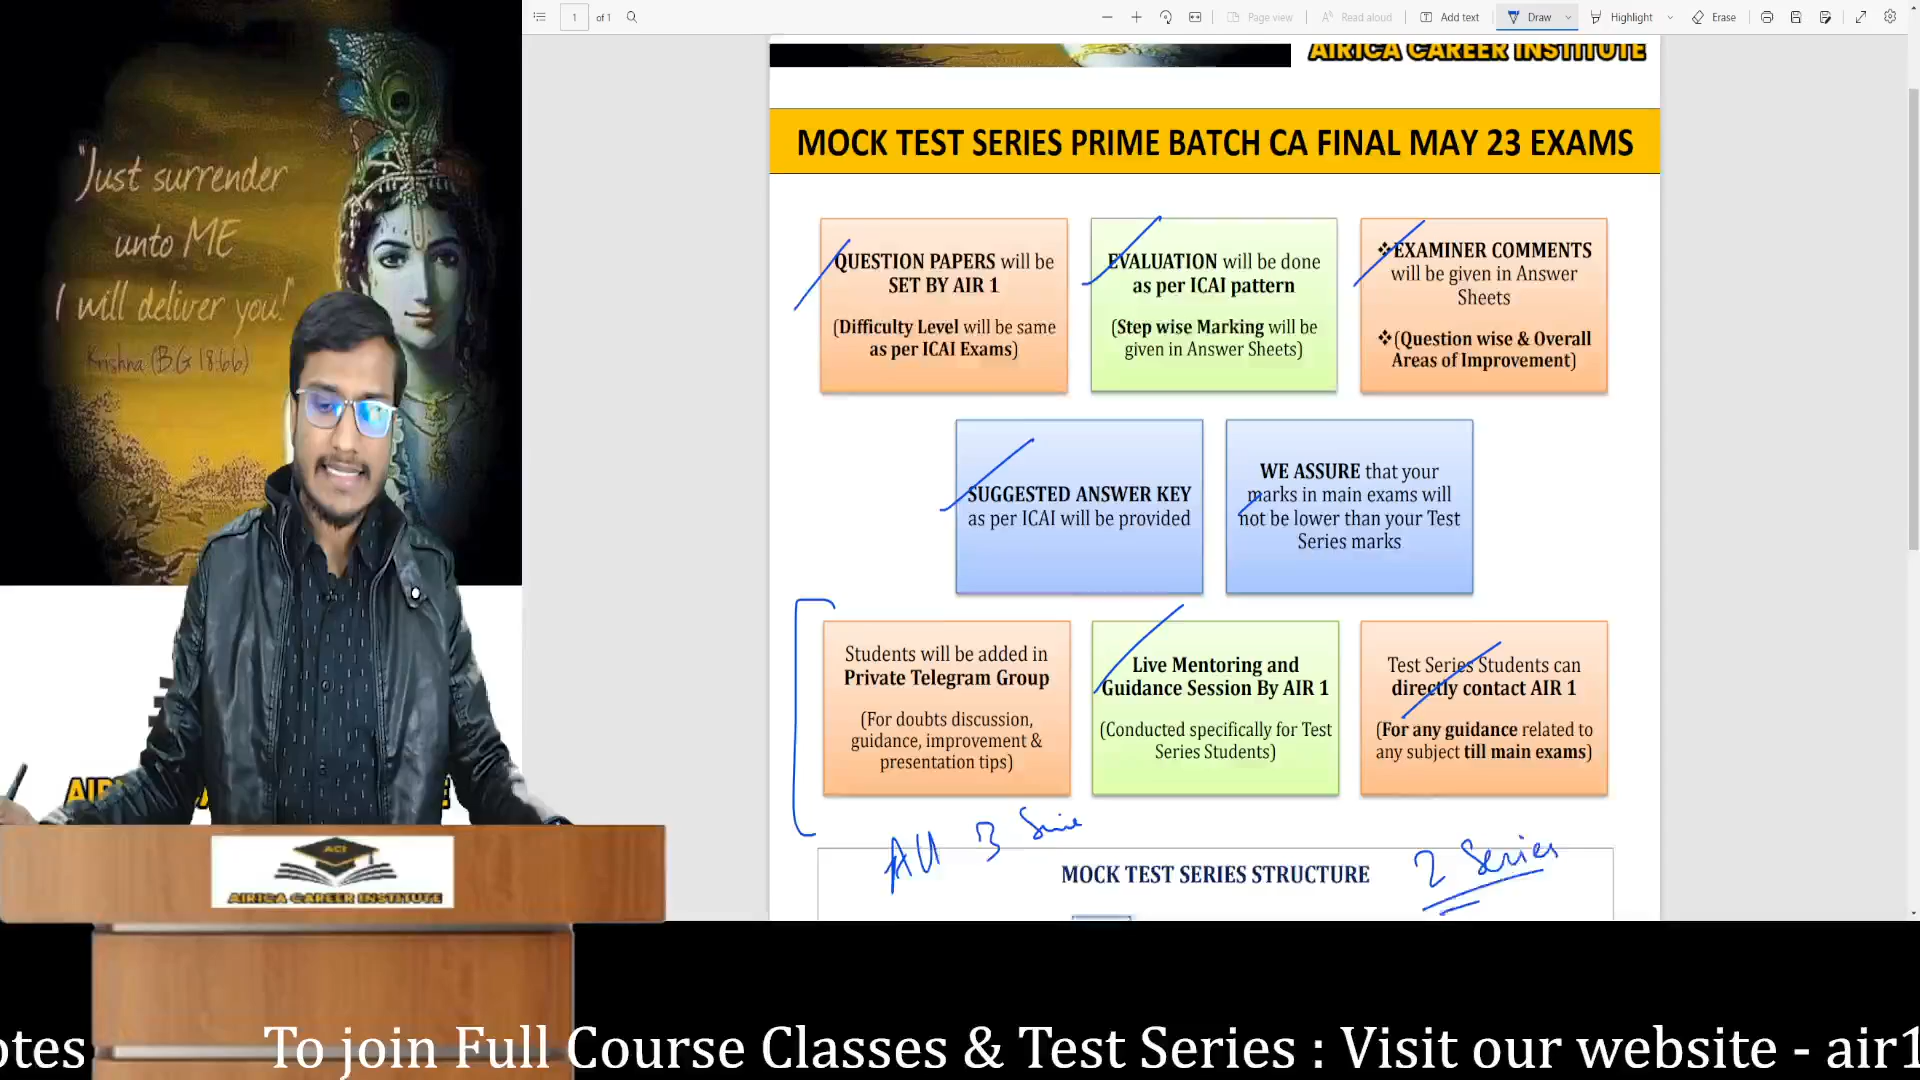 1 of 1
Page view
Read aloud
Add text
Draw
Highlight
Erase
AIRICA CAREER INSTITUTE
MOCK TEST SERIES PRIME BATCH CA FINAL MAY 23 EXAMS
"Just surrender
unto ME
I will deliver you!"
Krishna (B.G 18.66)
QUESTION PAPERS will be
SET BY AIR 1
(Difficulty Level will be same
as per ICAI Exams)
EVALUATION will be done
as per ICAI pattern
(Step wise Marking will be
given in Answer Sheets)
❖EXAMINER COMMENTS
will be given in Answer
Sheets
❖(Question wise & Overall
Areas of Improvement)
SUGGESTED ANSWER KEY
as per ICAI will be provided
WE ASSURE that your
marks in main exams will
not be lower than your Test
Series marks
Students will be added in
Private Telegram Group
(For doubts discussion,
guidance, improvement &
presentation tips)
Live Mentoring and
Guidance Session By AIR 1
(Conducted specifically for Test
Series Students)
Test Series Students can
directly contact AIR 1
(For any guidance related to
any subject till main exams)
All 3
2 Series
MOCK TEST SERIES STRUCTURE
ACI
AIRICA CAREER INSTITUTE
otes To join Full Course Classes & Test Series : Visit our website - air1